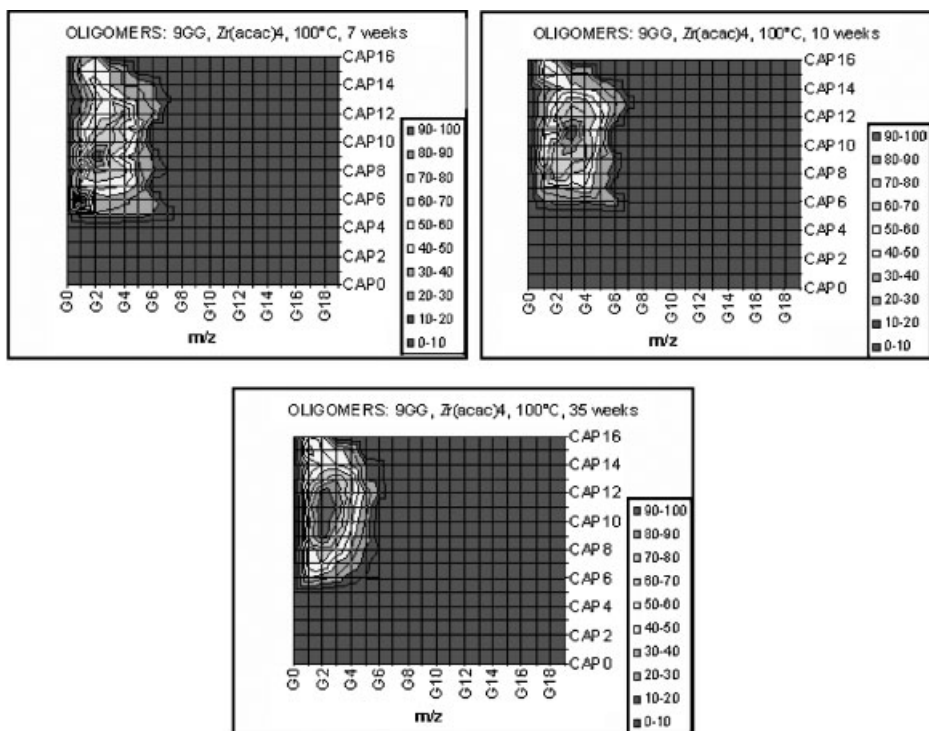 OLIGOMERS: 9GG, Zr(acac)4, 100°C, 7 weeks
CAP16
CAP14
CAP12
CAP10
CAP8
CAP6
CAP4
CAP2
CAP0
G0
G2
G4
G6
G8
G10
G12
G14
G16
G18
m/z
90-100
80-90
70-80
60-70
50-60
40-50
30-40
20-30
10-20
0-10
OLIGOMERS: 9GG, Zr(acac)4, 100°C, 10 weeks
CAP16
CAP14
CAP12
CAP10
CAP8
CAP6
CAP4
CAP2
CAP0
G0
G2
G4
G6
G8
G10
G12
G14
G16
G18
m/z
90-100
80-90
70-80
60-70
50-60
40-50
30-40
20-30
10-20
0-10
OLIGOMERS: 9GG, Zr(acac)4, 100°C, 35 weeks
CAP16
CAP14
CAP12
CAP10
CAP8
CAP6
CAP4
CAP2
CAP0
G0
G2
G4
G6
G8
G10
G12
G14
G16
G18
m/z
90-100
80-90
70-80
60-70
50-60
40-50
30-40
20-30
10-20
0-10